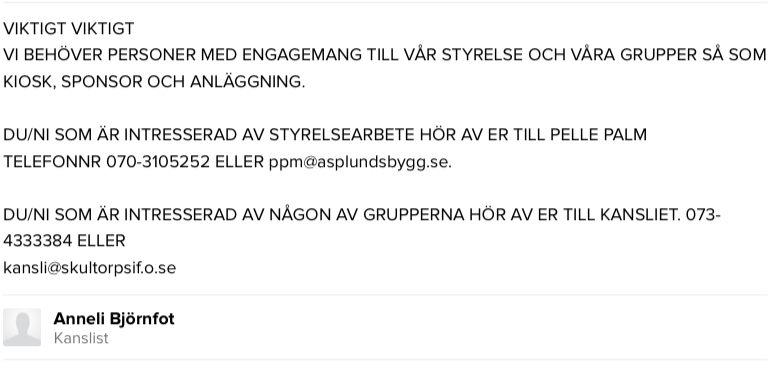 VIKTIGT VIKTIGT
VI BEHÖVER PERSONER MED ENGAGEMANG TILL VÅR STYRELSE OCH VÅRA GRUPPER SÅ SOM
KIOSK, SPONSOR OCH ANLÄGGNING.
DU/NI SOM ÄR INTRESSERAD AV STYRELSEARBETE HÖR AV ER TILL PELLE PALM
TELEFONNR 070-3105252 ELLER ppm@asplundsbygg.se.
DU/NI SOM ÄR INTRESSERAD AV NÅGON AV GRUPPERNA HÖR AV ER TILL KANSLIET. 073-
4333384 ELLER
kansli@skultorpsif.o.se
Anneli Björnfot
Kanslist